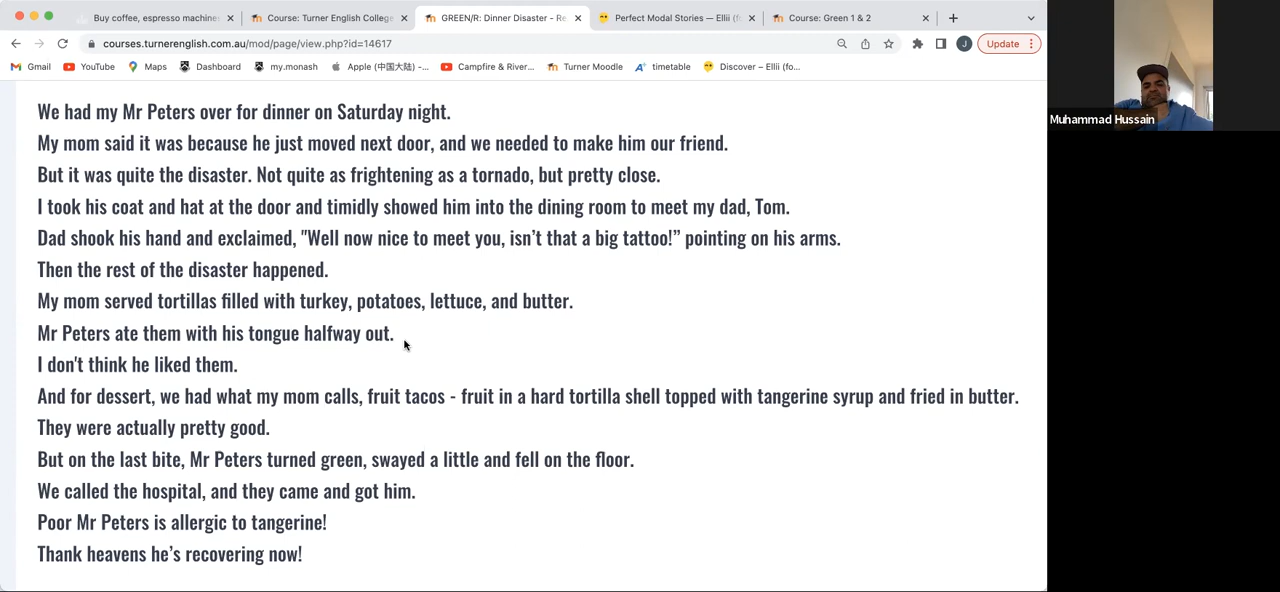 Buy coffee, espresso machine
Course: Turner English College
GREEN/R: Dinner Disaster - Re
Perfect Modal Stories — Ellii (f
Course: Green 1 & 2
courses.turnerenglish.com.au/mod/page/view.php?id=14617
J
Update
Gmail
YouTube
Maps
Dashboard
my.monash
Apple (中国大陆) -...
Campfire & River...
Turner Moodle
timetable
Discover – Ellii (fo...
We had my Mr Peters over for dinner on Saturday night.
My mom said it was because he just moved next door, and we needed to make him our friend.
But it was quite the disaster. Not quite as frightening as a tornado, but pretty close.
I took his coat and hat at the door and timidly showed him into the dining room to meet my dad, Tom.
Dad shook his hand and exclaimed, "Well now nice to meet you, isn’t that a big tattoo!” pointing on his arms.
Then the rest of the disaster happened.
My mom served tortillas filled with turkey, potatoes, lettuce, and butter.
Mr Peters ate them with his tongue halfway out.
I don't think he liked them.
And for dessert, we had what my mom calls, fruit tacos - fruit in a hard tortilla shell topped with tangerine syrup and fried in butter.
They were actually pretty good.
But on the last bite, Mr Peters turned green, swayed a little and fell on the floor.
We called the hospital, and they came and got him.
Poor Mr Peters is allergic to tangerine!
Thank heavens he’s recovering now!
Muhammad Hussain